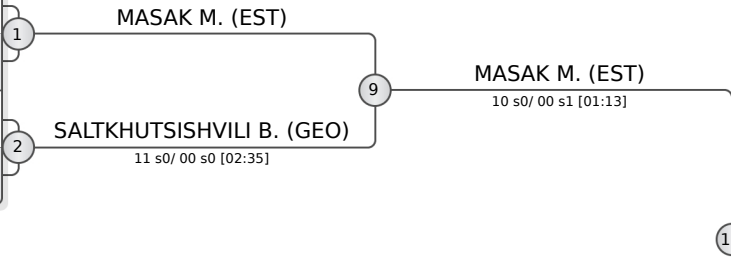 MASAK M. (EST)
1
9
MASAK M. (EST)
10 s0/ 00 s1 [01:13]
2
SALTKHUTSISHVILI B. (GEO)
11 s0/ 00 s0 [02:35]